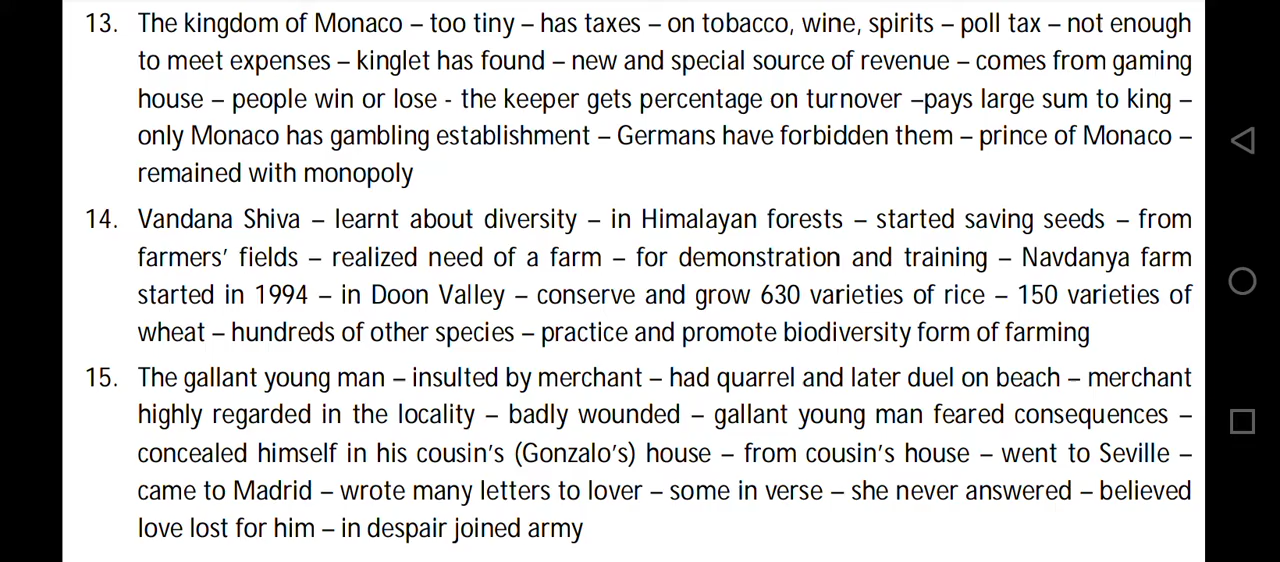 13. The kingdom of Monaco – too tiny – has taxes – on tobacco, wine, spirits – poll tax – not enough
to meet expenses – kinglet has found – new and special source of revenue – comes from gaming
house – people win or lose - the keeper gets percentage on turnover –pays large sum to king –
only Monaco has gambling establishment – Germans have forbidden them – prince of Monaco –
remained with monopoly
14. Vandana Shiva – learnt about diversity – in Himalayan forests – started saving seeds – from
farmers’ fields – realized need of a farm – for demonstration and training – Navdanya farm
started in 1994 – in Doon Valley – conserve and grow 630 varieties of rice – 150 varieties of
wheat – hundreds of other species – practice and promote biodiversity form of farming
15. The gallant young man – insulted by merchant – had quarrel and later duel on beach – merchant
highly regarded in the locality – badly wounded – gallant young man feared consequences –
concealed himself in his cousin’s (Gonzalo’s) house – from cousin’s house – went to Seville –
came to Madrid – wrote many letters to lover – some in verse – she never answered – believed
love lost for him – in despair joined army